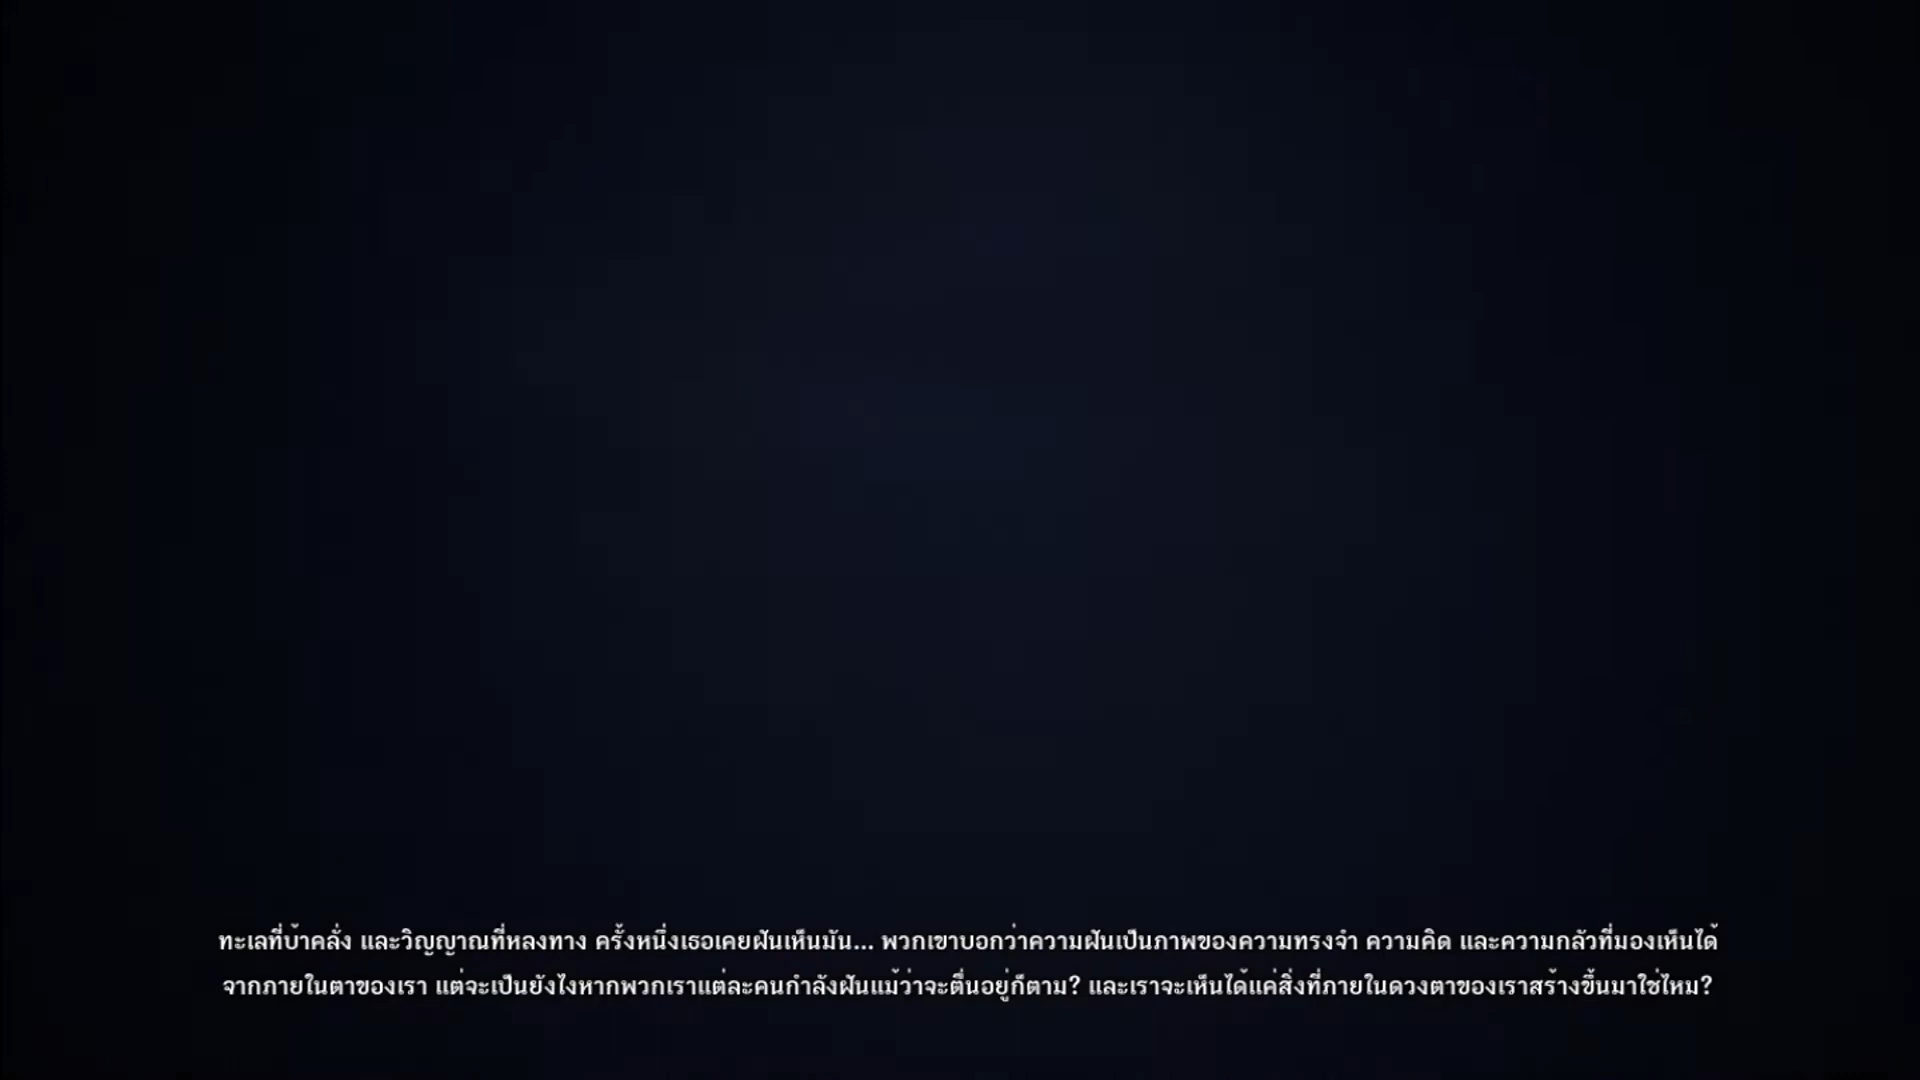 ทะเลที่บ้าคลั่ง และวิญญาณที่หลงทาง ครั้งหนึ่งเธอเคยฝันเห็นมัน... พวกเขาบอกว่าความฝันเป็นภาพของความทรงจำ ความคิด และความกลัวที่มองเห็นได้
จากภายในตาของเรา แต่จะเป็นยังไงหากพวกเราแต่ละคนกำลังฝันแม้ว่าจะตื่นอยู่ก็ตาม? และเราจะเห็นได้แค่สิ่งที่ภายในดวงตาของเราสร้างขึ้นมาใช่ไหม?